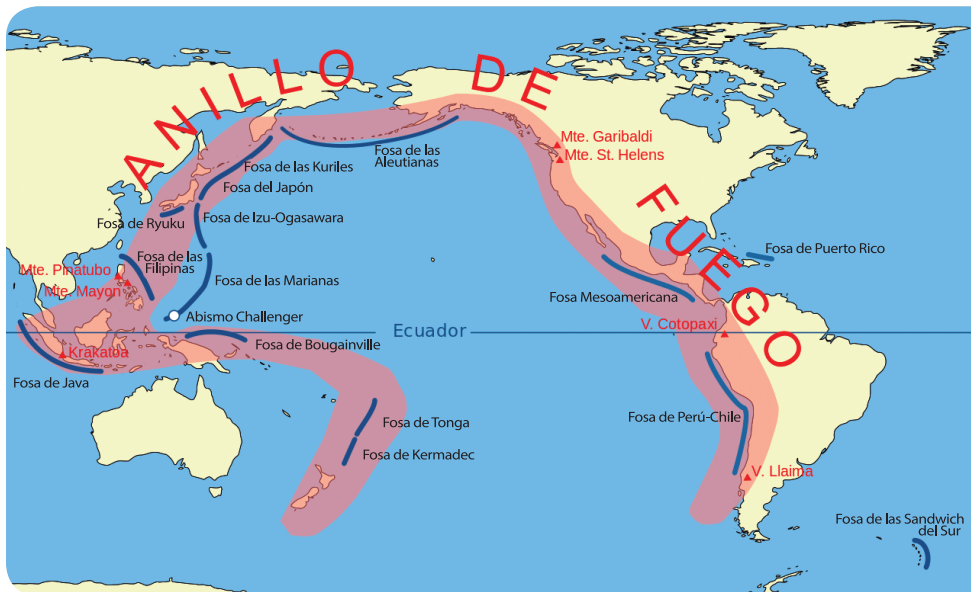 ANILLO DE FUEGO
Mte. Garibaldi
Mte. St. Helens
Fosa de las
Aleutianas
Fosa de las Kuriles
Fosa del Japón
Fosa de Izu-Ogasawara
Fosa de Ryuku
Fosa de las
Filipinas
Mte. Pinatubo
Mte. Mayon
Fosa de las Marianas
Fosa de Puerto Rico
Fosa Mesoamericana
Abismo Challenger
Ecuador
V. Cotopaxi
Fosa de Bougainville
Krakatoa
Fosa de Java
Fosa de Tonga
Fosa de Perú-Chile
Fosa de Kermadec
V. Llaima
Fosa de las Sandwich
del Sur